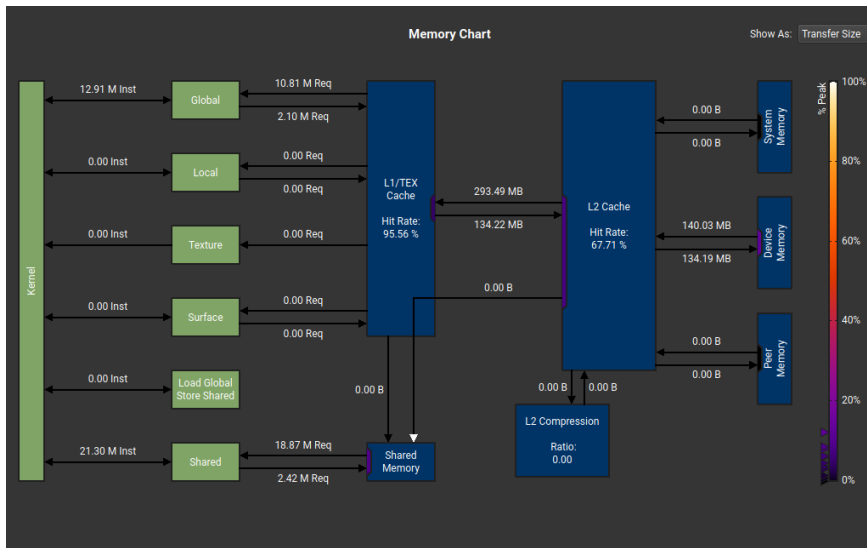 Memory Chart
Show As: Transfer Size
Kernel
12.91 M Inst
Global
10.81 M Req
2.10 M Req
0.00 Inst
Local
0.00 Req
0.00 Req
0.00 Inst
Texture
0.00 Req
0.00 Inst
Surface
0.00 Req
0.00 Req
0.00 Inst
Load Global
Store Shared
21.30 M Inst
Shared
18.87 M Req
2.42 M Req
L1/TEX
Cache
Hit Rate:
95.56 %
0.00 B
Shared
Memory
293.49 MB
134.22 MB
0.00 B
L2 Cache
Hit Rate:
67.71 %
0.00 B
0.00 B
L2 Compression
Ratio:
0.00
0.00 B
0.00 B
System
Memory
140.03 MB
134.19 MB
Device
Memory
0.00 B
0.00 B
Peer
Memory
% Peak
100%
80%
60%
40%
20%
0%